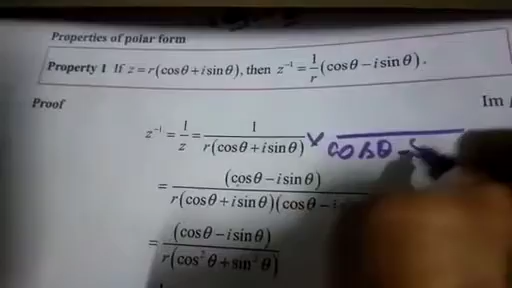 Properties of polar form
Property 1 If z = r(cosθ + i sinθ), then z⁻¹ = 1/r (cosθ − i sinθ).
Proof
Im
z⁻¹ = 1/z = 1/(r(cosθ + i sinθ)) × ——/(cosθ −
= (cosθ − i sinθ)/(r(cosθ + i sinθ)(cosθ − i
= (cosθ − i sinθ)/(r(cos²θ + sin²θ))